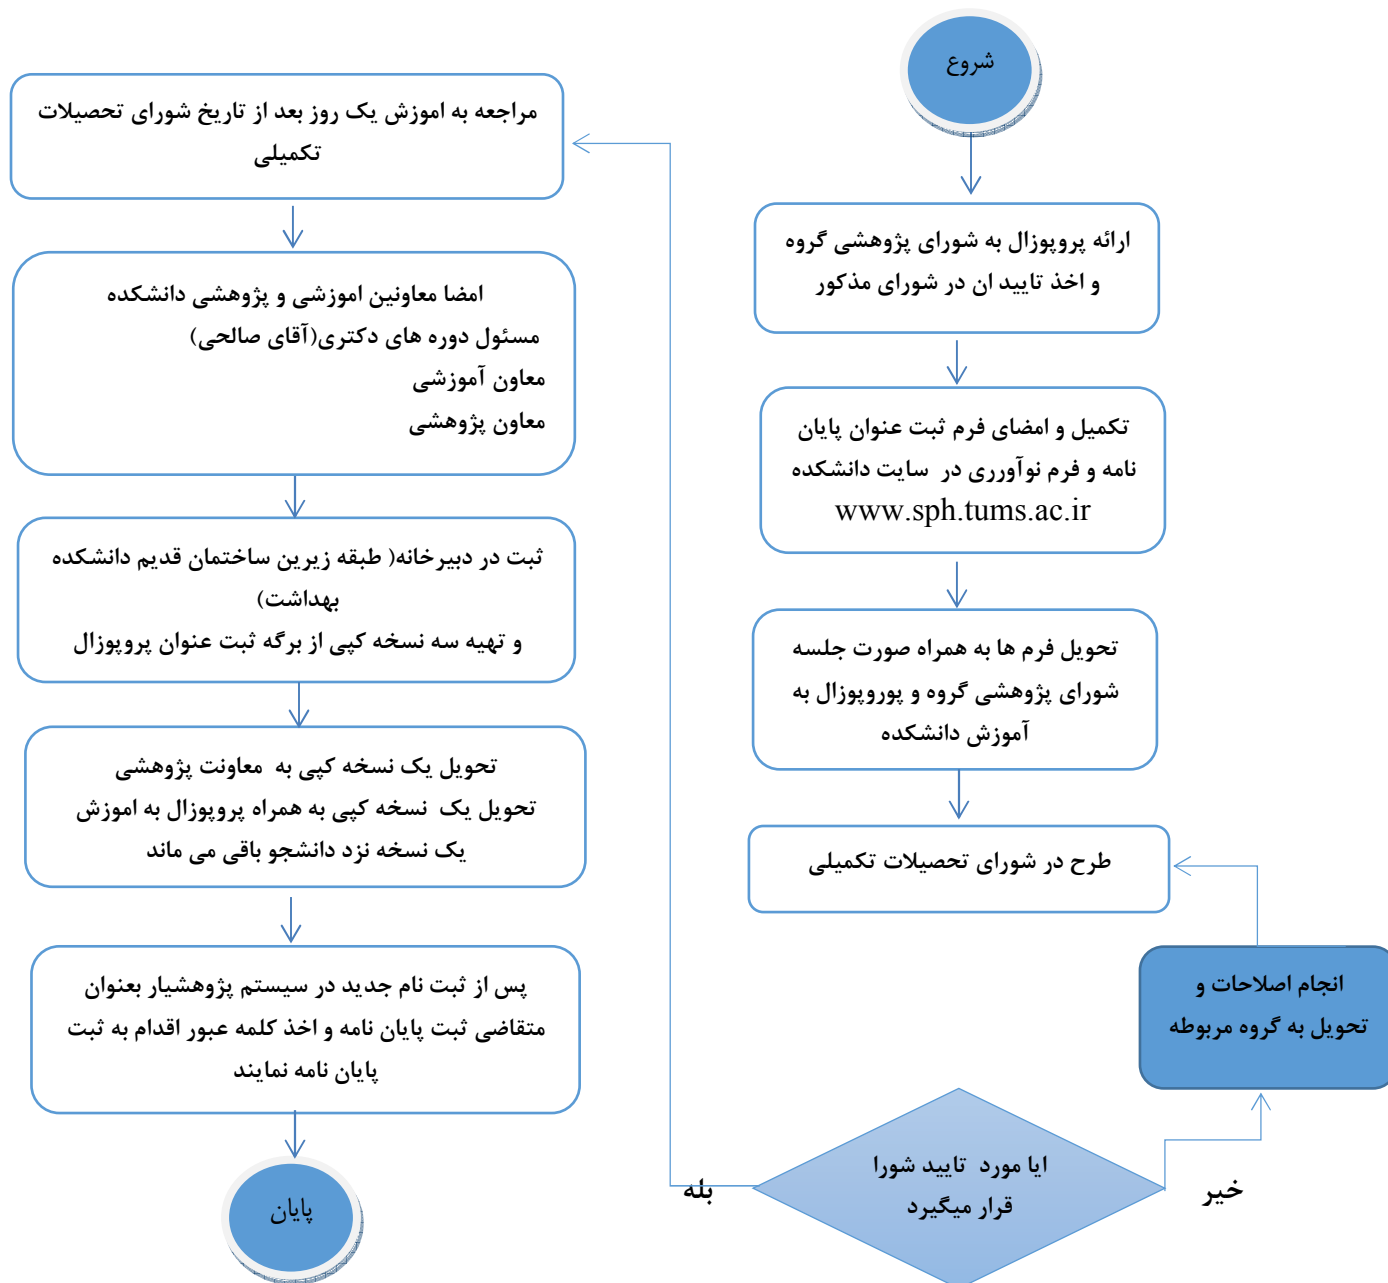 شروع
ارائه پروپوزال به شورای پژوهشی گروه
و اخذ تایید ان در شورای مذکور
تکمیل و امضای فرم ثبت عنوان پایان
نامه و فرم نوآورری در سایت دانشکده
www.sph.tums.ac.ir
تحویل فرم ها به همراه صورت جلسه
شورای پژوهشی گروه و پوروپوزال به
آموزش دانشکده
طرح در شورای تحصیلات تکمیلی
انجام اصلاحات و
تحویل به گروه مربوطه
ایا مورد تایید شورا
قرار میگیرد
خیر
بله
مراجعه به اموزش یک روز بعد از تاریخ شورای تحصیلات
تکمیلی
امضا معاونین اموزشی و پژوهشی دانشکده
مسئول دوره های دکتری(آقای صالحی)
معاون آموزشی
معاون پژوهشی
ثبت در دبیرخانه( طبقه زیرین ساختمان قدیم دانشکده
بهداشت)
و تهیه سه نسخه کپی از برگه ثبت عنوان پروپوزال
تحویل یک نسخه کپی به معاونت پژوهشی
تحویل یک نسخه کپی به همراه پروپوزال به اموزش
یک نسخه نزد دانشجو باقی می ماند
پس از ثبت نام جدید در سیستم پژوهشیار بعنوان
متقاضی ثبت پایان نامه و اخذ کلمه عبور اقدام به ثبت
پایان نامه نمایند
پایان